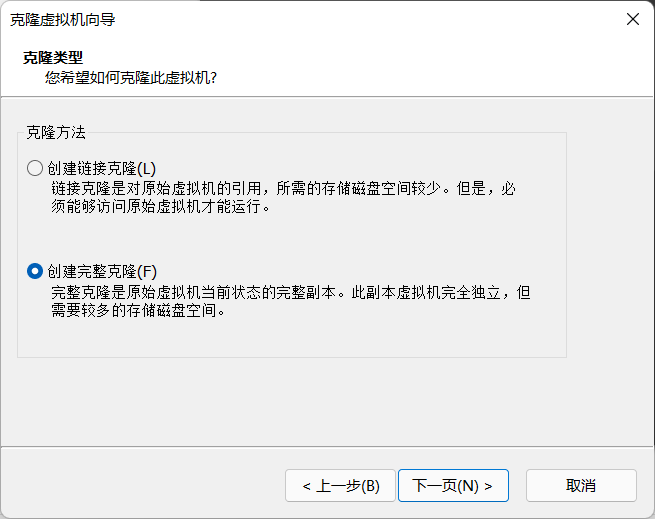 克隆虚拟机向导
克隆类型
您希望如何克隆此虚拟机?
克隆方法
创建链接克隆(L)
链接克隆是对原始虚拟机的引用，所需的存储磁盘空间较少。但是，必
须能够访问原始虚拟机才能运行。
创建完整克隆(F)
完整克隆是原始虚拟机当前状态的完整副本。此副本虚拟机完全独立，但
需要较多的存储磁盘空间。
< 上一步(B)
下一页(N) >
取消